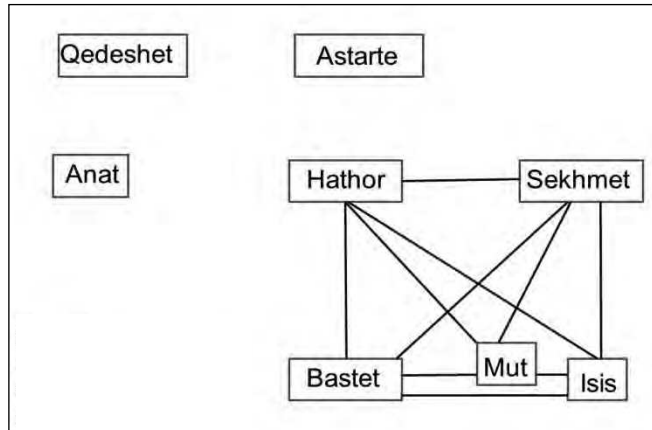 Qedeshet
Astarte
Anat
Hathor
Sekhmet
Bastet
Mut
Isis